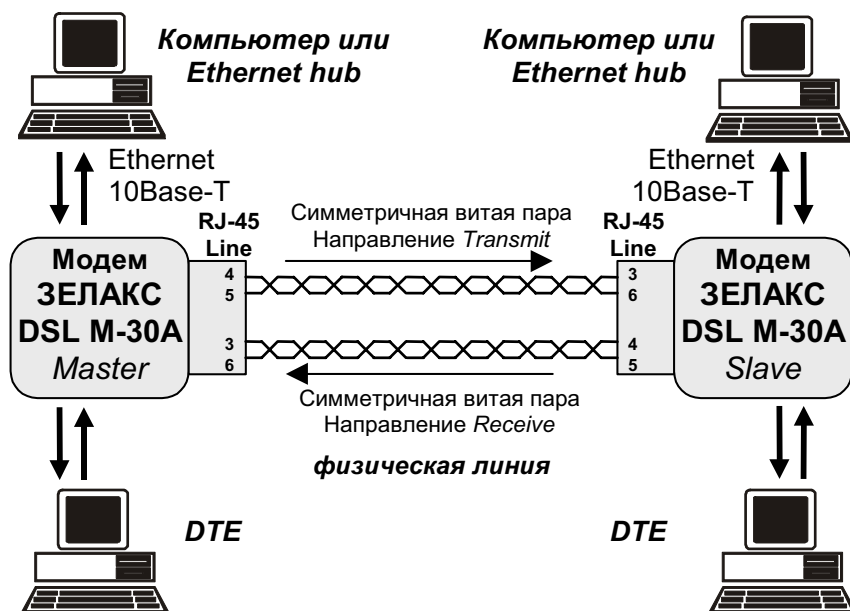 Компьютер или
Ethernet hub
Компьютер или
Ethernet hub
Ethernet
10Base-T
Ethernet
10Base-T
RJ-45
Line
Симметричная витая пара
Направление Transmit
RJ-45
Line
Модем
ЗЕЛАКС
DSL M-30A
Master
4
5
3
6
3
6
4
5
Модем
ЗЕЛАКС
DSL M-30A
Slave
Симметричная витая пара
Направление Receive
физическая линия
DTE
DTE